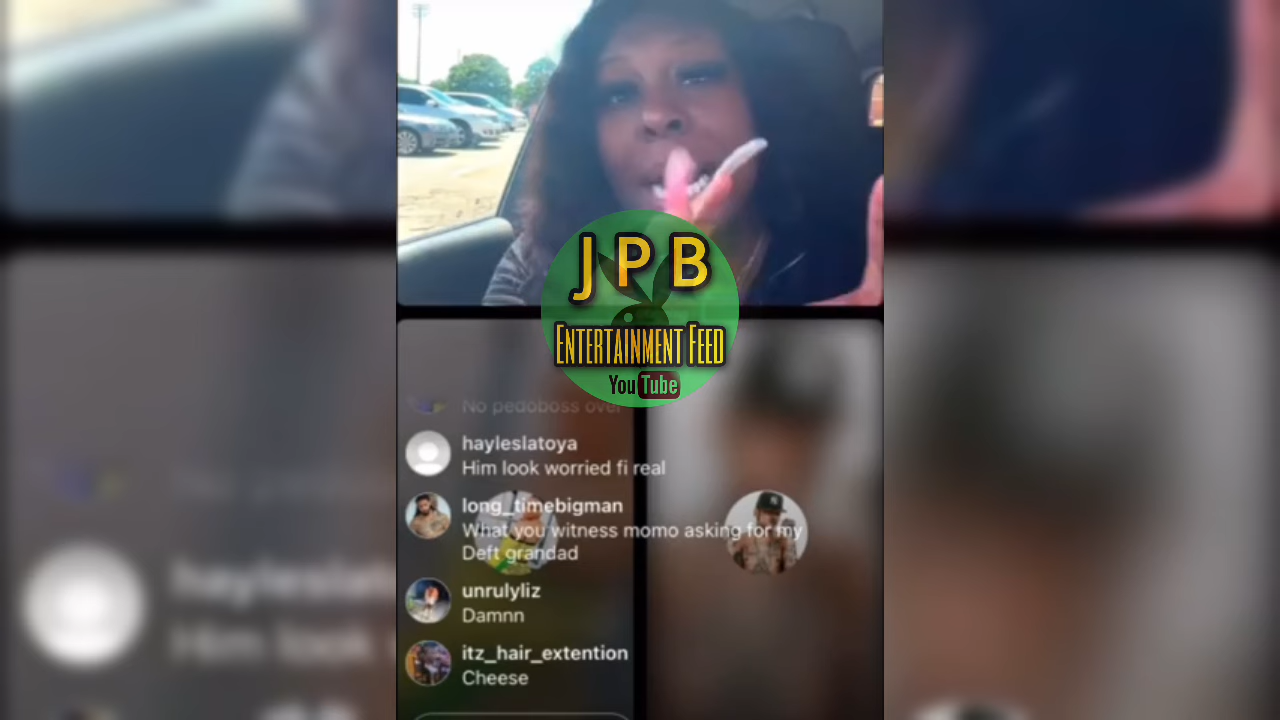 J P B
ENTERTAINMENT FEED
YouTube
No pedoboss over
hayleslatoya
Him look worried fi real
long_timebigman
What you witness momo asking for my
Deft grandad
unrulyliz
Damnn
itz_hair_extention
Cheese